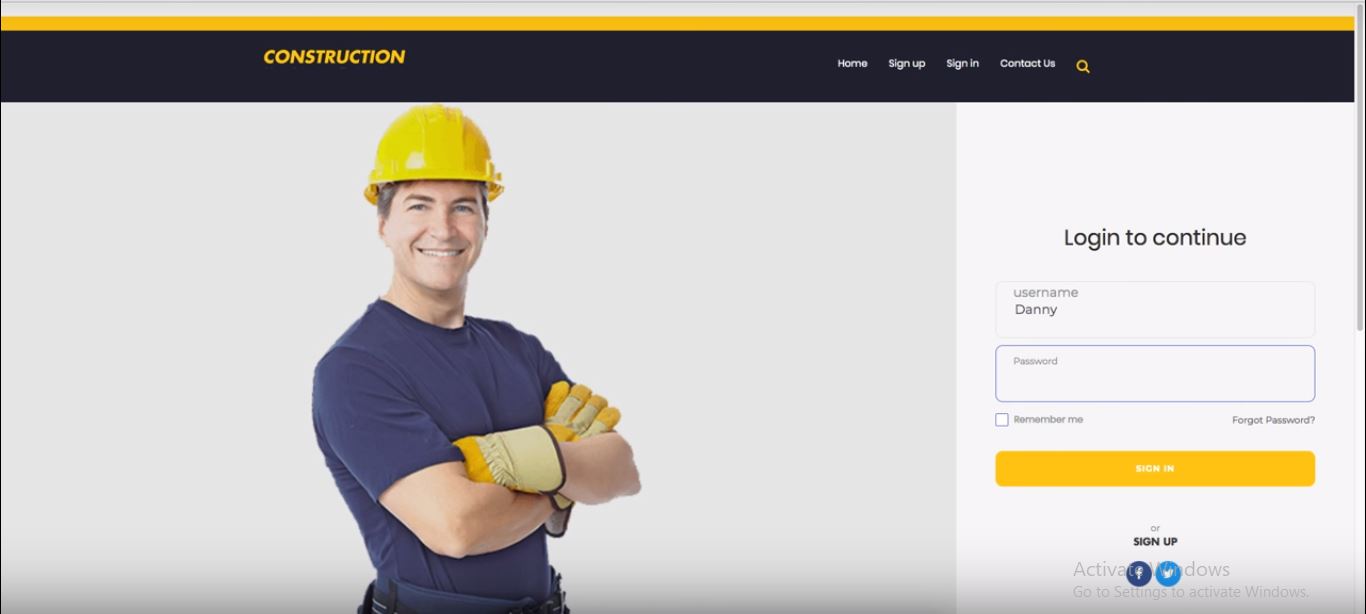 CONSTRUCTION
Home Sign up Sign in Contact Us
Login to continue
username
Danny
Password
Remember me Forgot Password?
SIGN IN
or
SIGN UP
Activate Windows
Go to Settings to activate Windows.